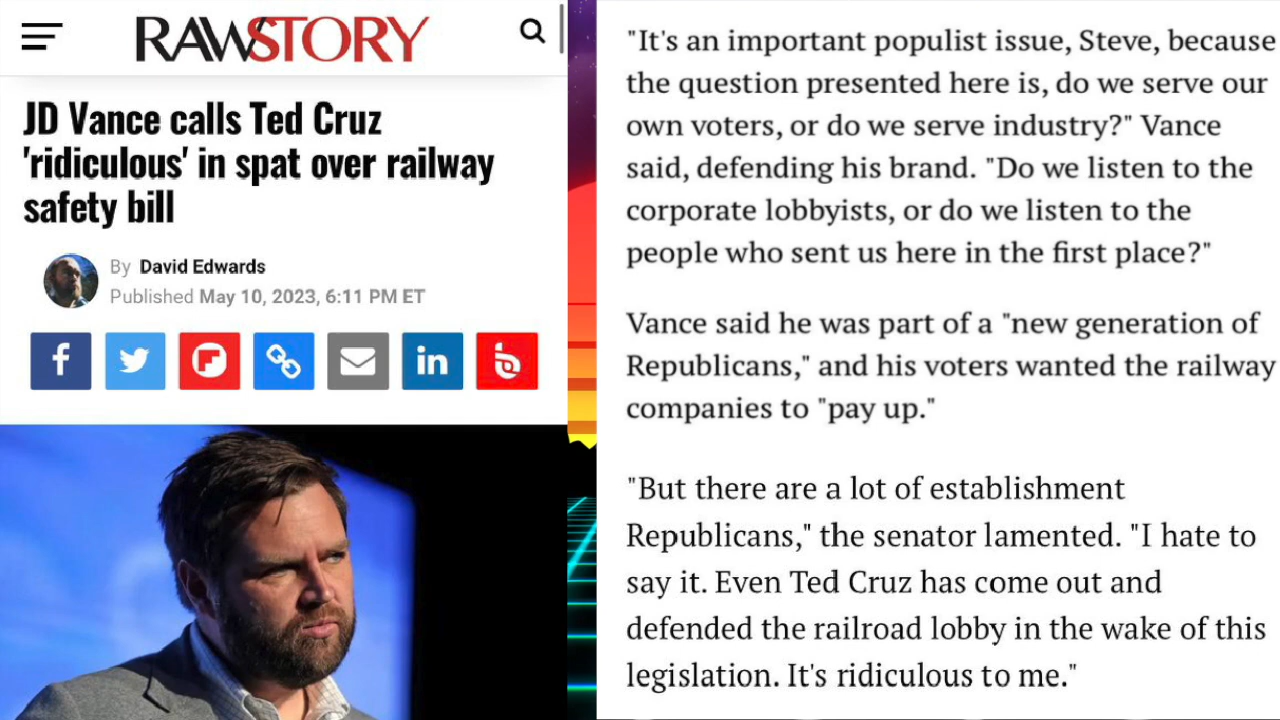 RAWSTORY
JD Vance calls Ted Cruz
'ridiculous' in spat over railway
safety bill
By David Edwards
Published May 10, 2023, 6:11 PM ET
f
in
b
"It's an important populist issue, Steve, because
the question presented here is, do we serve our
own voters, or do we serve industry?" Vance
said, defending his brand. "Do we listen to the
corporate lobbyists, or do we listen to the
people who sent us here in the first place?"
Vance said he was part of a "new generation of
Republicans," and his voters wanted the railway
companies to "pay up."
"But there are a lot of establishment
Republicans," the senator lamented. "I hate to
say it. Even Ted Cruz has come out and
defended the railroad lobby in the wake of this
legislation. It's ridiculous to me."